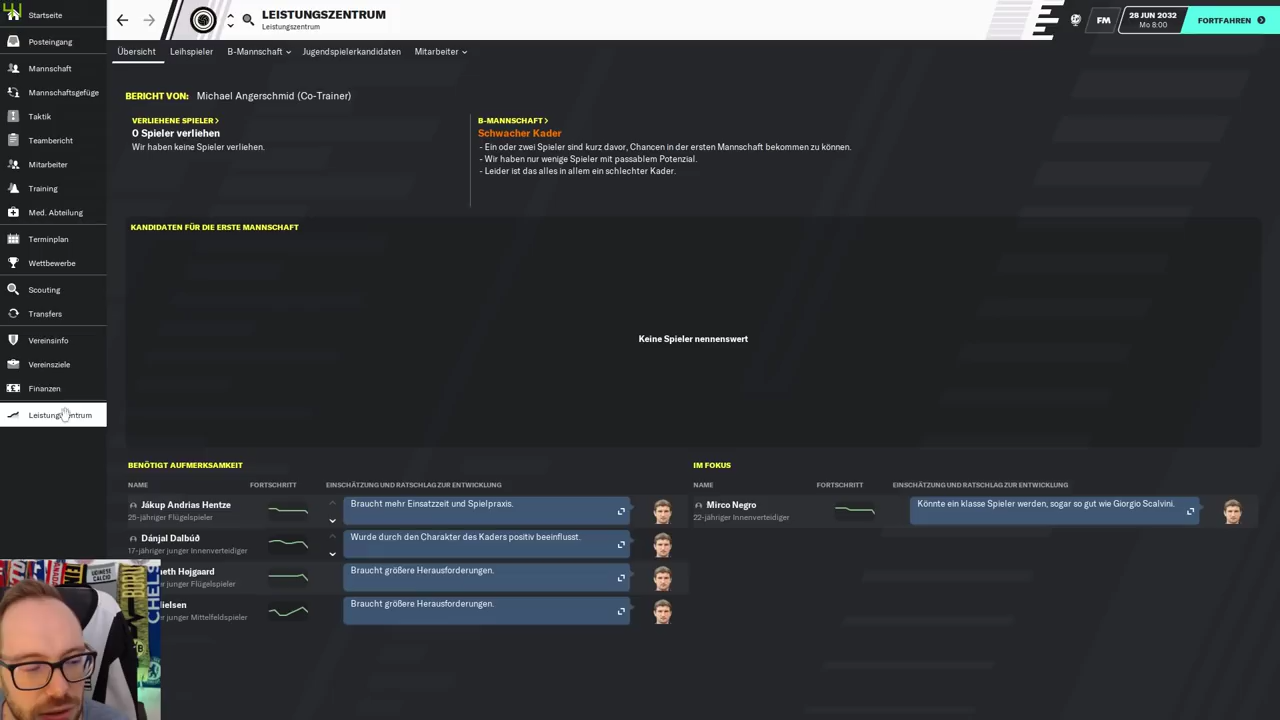 Startseite
Posteingang
Mannschaft
Mannschaftsgefüge
Taktik
Teambericht
Mitarbeiter
Training
Med. Abteilung
Terminplan
Wettbewerbe
Scouting
Transfers
Vereinsinfo
Vereinsziele
Finanzen
LEISTUNGSZENTRUM
Leistungszentrum
FM
28 JUN 2032
Mo 8:00
FORTFAHREN
Übersicht
Leihspieler
B-Mannschaft
Jugendspielerkandidaten
Mitarbeiter
BERICHT VON: Michael Angerschmid (Co-Trainer)
VERLIEHENE SPIELER >
0 Spieler verliehen
Wir haben keine Spieler verliehen.
B-MANNSCHAFT >
Schwacher Kader
- Ein oder zwei Spieler sind kurz davor, Chancen in der ersten Mannschaft bekommen zu können.
- Wir haben nur wenige Spieler mit passablem Potenzial.
- Leider ist das alles in allem ein schlechter Kader.
KANDIDATEN FÜR DIE ERSTE MANNSCHAFT
Keine Spieler nennenswert
BENÖTIGT AUFMERKSAMKEIT
NAME FORTSCHRITT EINSCHÄTZUNG UND RATSCHLAG ZUR ENTWICKLUNG
Jákup Andrias Hentze
25-jähriger Flügelspieler
Braucht mehr Einsatzzeit und Spielpraxis.
Dánjal Dalbúð
17-jähriger junger Innenverteidiger
Wurde durch den Charakter des Kaders positiv beeinflusst.
neth Højgaard
er junger Flügelspieler
Braucht größere Herausforderungen.
Nielsen
er junger Mittelfeldspieler
Braucht größere Herausforderungen.
IM FOKUS
NAME FORTSCHRITT EINSCHÄTZUNG UND RATSCHLAG ZUR ENTWICKLUNG
Mirco Negro
22-jähriger Innenverteidiger
Könnte ein klasse Spieler werden, sogar so gut wie Giorgio Scalvini.